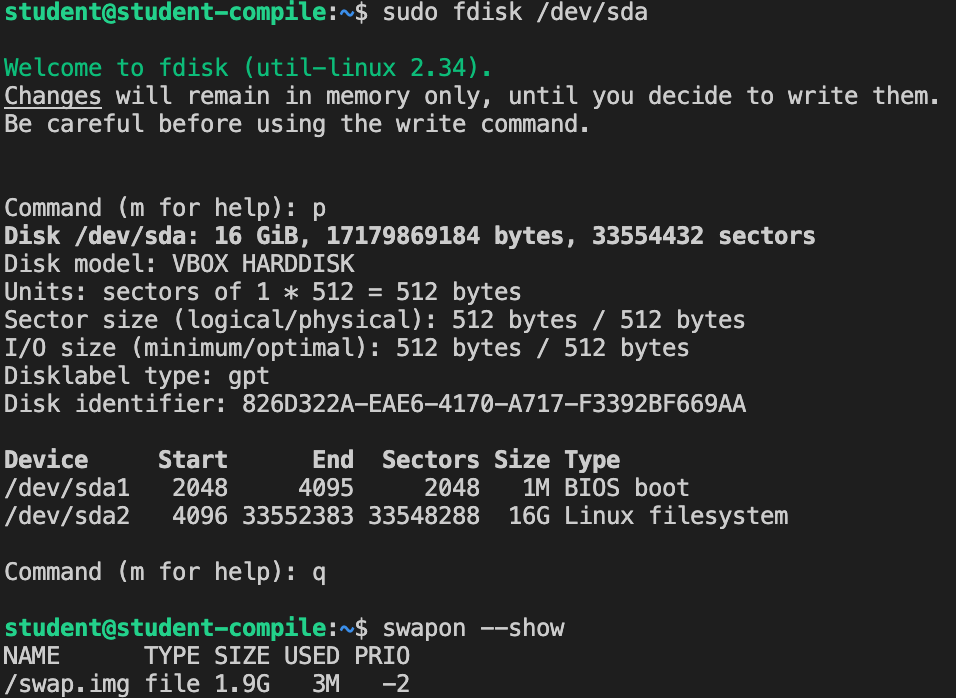 student@student-compile:~$ sudo fdisk /dev/sda
Welcome to fdisk (util-linux 2.34).
Changes will remain in memory only, until you decide to write them.
Be careful before using the write command.
Command (m for help): p
Disk /dev/sda: 16 GiB, 17179869184 bytes, 33554432 sectors
Disk model: VBOX HARDDISK
Units: sectors of 1 * 512 = 512 bytes
Sector size (logical/physical): 512 bytes / 512 bytes
I/O size (minimum/optimal): 512 bytes / 512 bytes
Disklabel type: gpt
Disk identifier: 826D322A-EAE6-4170-A717-F3392BF669AA
Device     Start      End  Sectors Size Type
/dev/sda1   2048     4095     2048   1M BIOS boot
/dev/sda2   4096 33552383 33548288  16G Linux filesystem
Command (m for help): q
student@student-compile:~$ swapon --show
NAME      TYPE SIZE USED PRIO
/swap.img file 1.9G   3M   -2